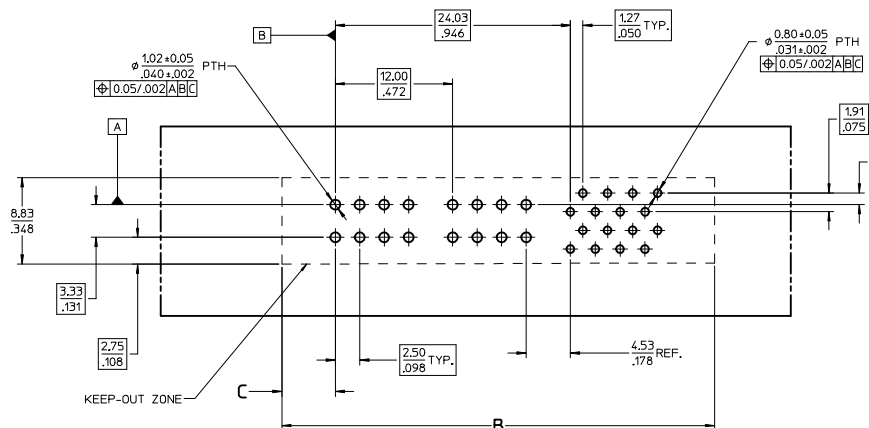 24.03
.946
1.27
.050
TYP.
B
⌀ 1.02±0.05
.040±.002
PTH
⌖ 0.05/.002 A B C
⌀ 0.80±0.05
.031±.002
PTH
⌖ 0.05/.002 A B C
12.00
.472
1.91
.075
A
8.83
.348
3.33
.131
2.75
.108
2.50
.098
TYP.
4.53
.178
REF.
C
KEEP-OUT ZONE
B